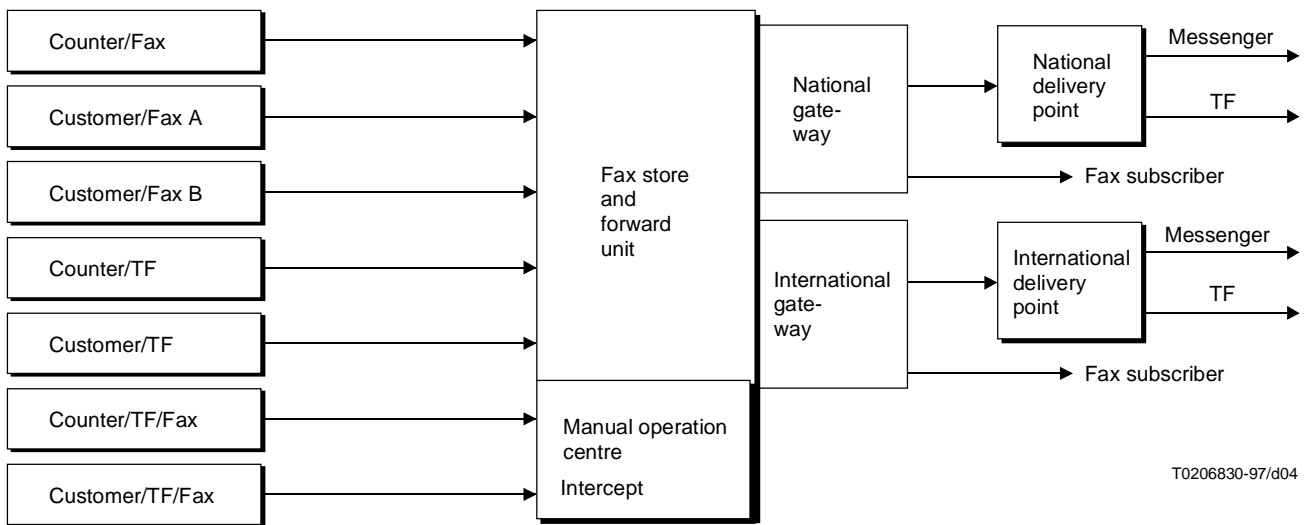 Counter/Fax
Customer/Fax A
Customer/Fax B
Counter/TF
Customer/TF
Counter/TF/Fax
Customer/TF/Fax
Fax store
and
forward
unit
Manual operation
centre
Intercept
National
gate-
way
International
gate-
way
National
delivery
point
Messenger
TF
Fax subscriber
International
delivery
point
Messenger
TF
Fax subscriber
T0206830-97/d04